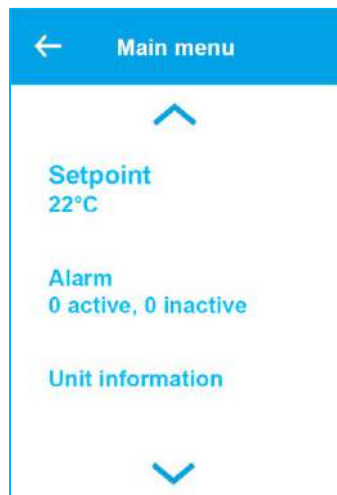 Main menu
Setpoint
22°C
Alarm
0 active, 0 inactive
Unit information